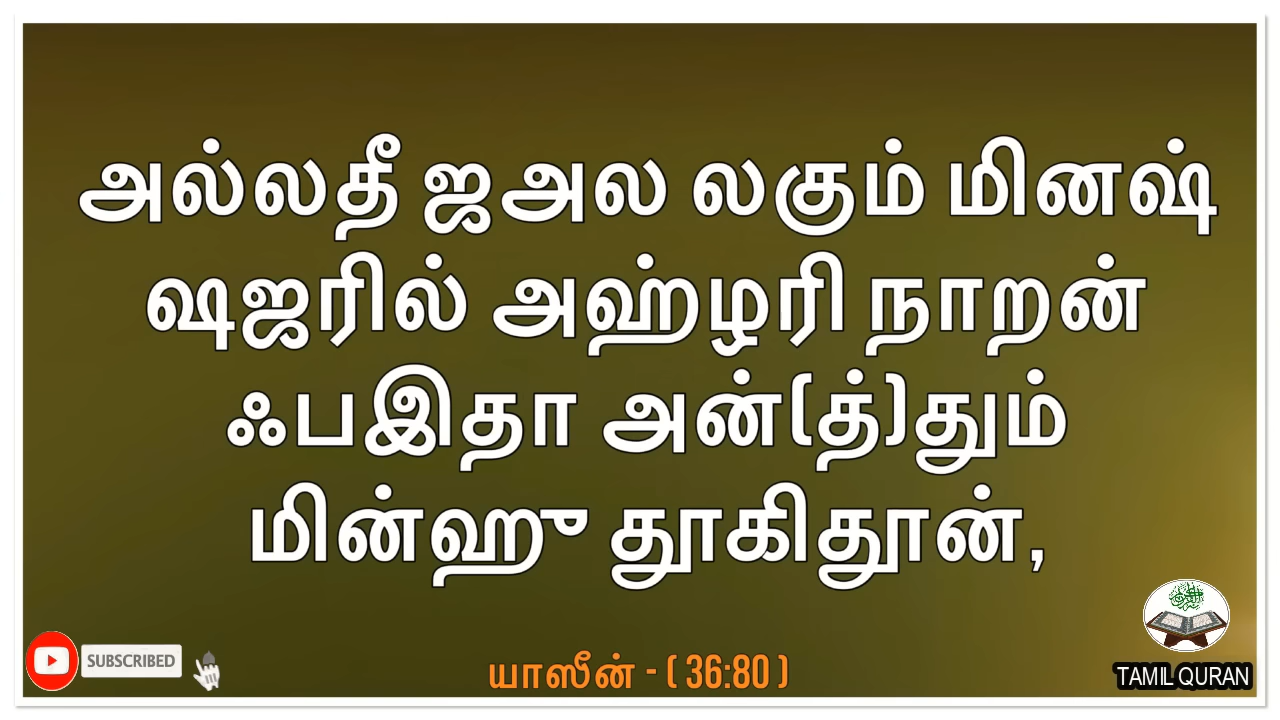 அல்லதீ ஜஅல லகும் மினஷ்
ஷஜரில் அஹ்ழரி நாறன்
ஃபஇதா அன்(த்)தும்
மின்ஹு தூகிதூன்,
SUBSCRIBED
யாஸீன் - ( 36:80 )
TAMIL QURAN